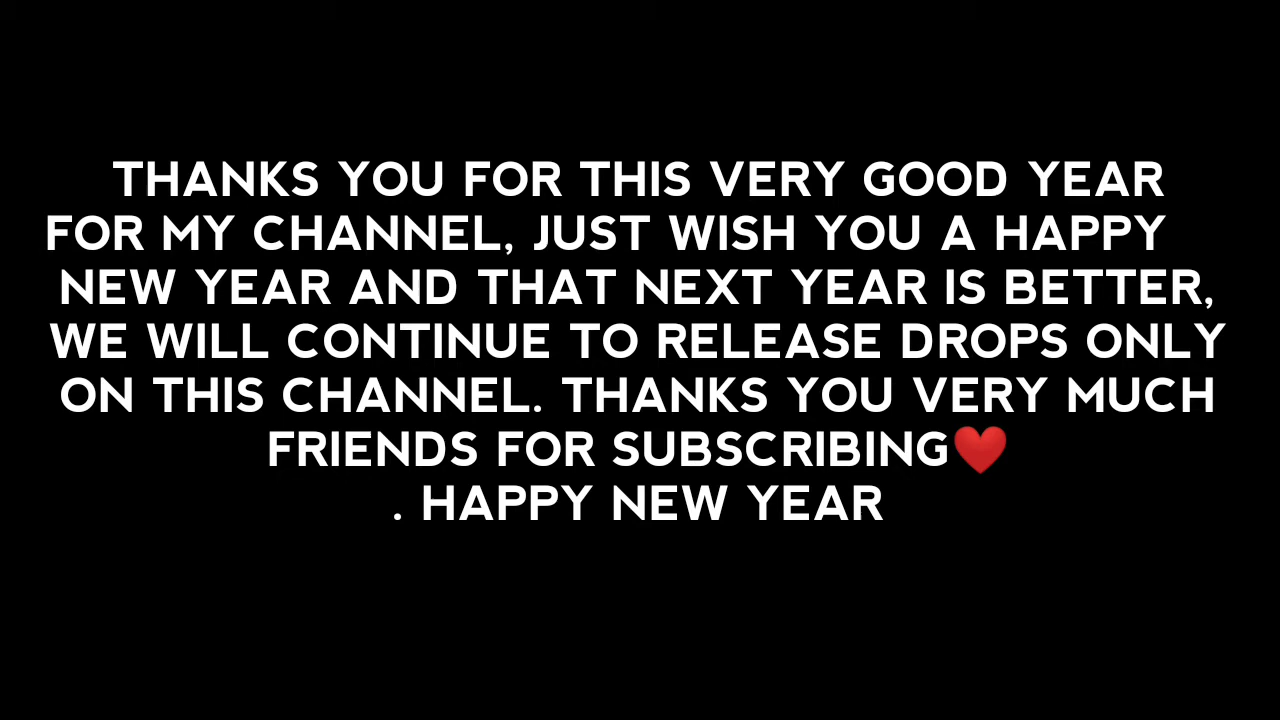 THANKS YOU FOR THIS VERY GOOD YEAR
FOR MY CHANNEL, JUST WISH YOU A HAPPY
NEW YEAR AND THAT NEXT YEAR IS BETTER,
WE WILL CONTINUE TO RELEASE DROPS ONLY
ON THIS CHANNEL. THANKS YOU VERY MUCH
FRIENDS FOR SUBSCRIBING❤️
. HAPPY NEW YEAR